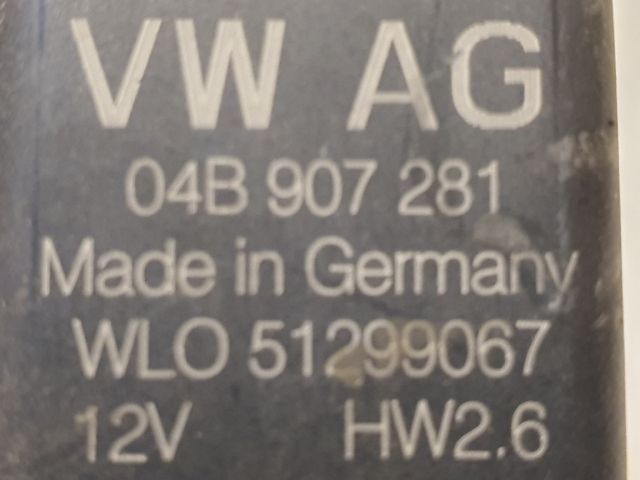 VW AG
04B 907 281
Made in Germany
WLO 51299067
12V HW2.6